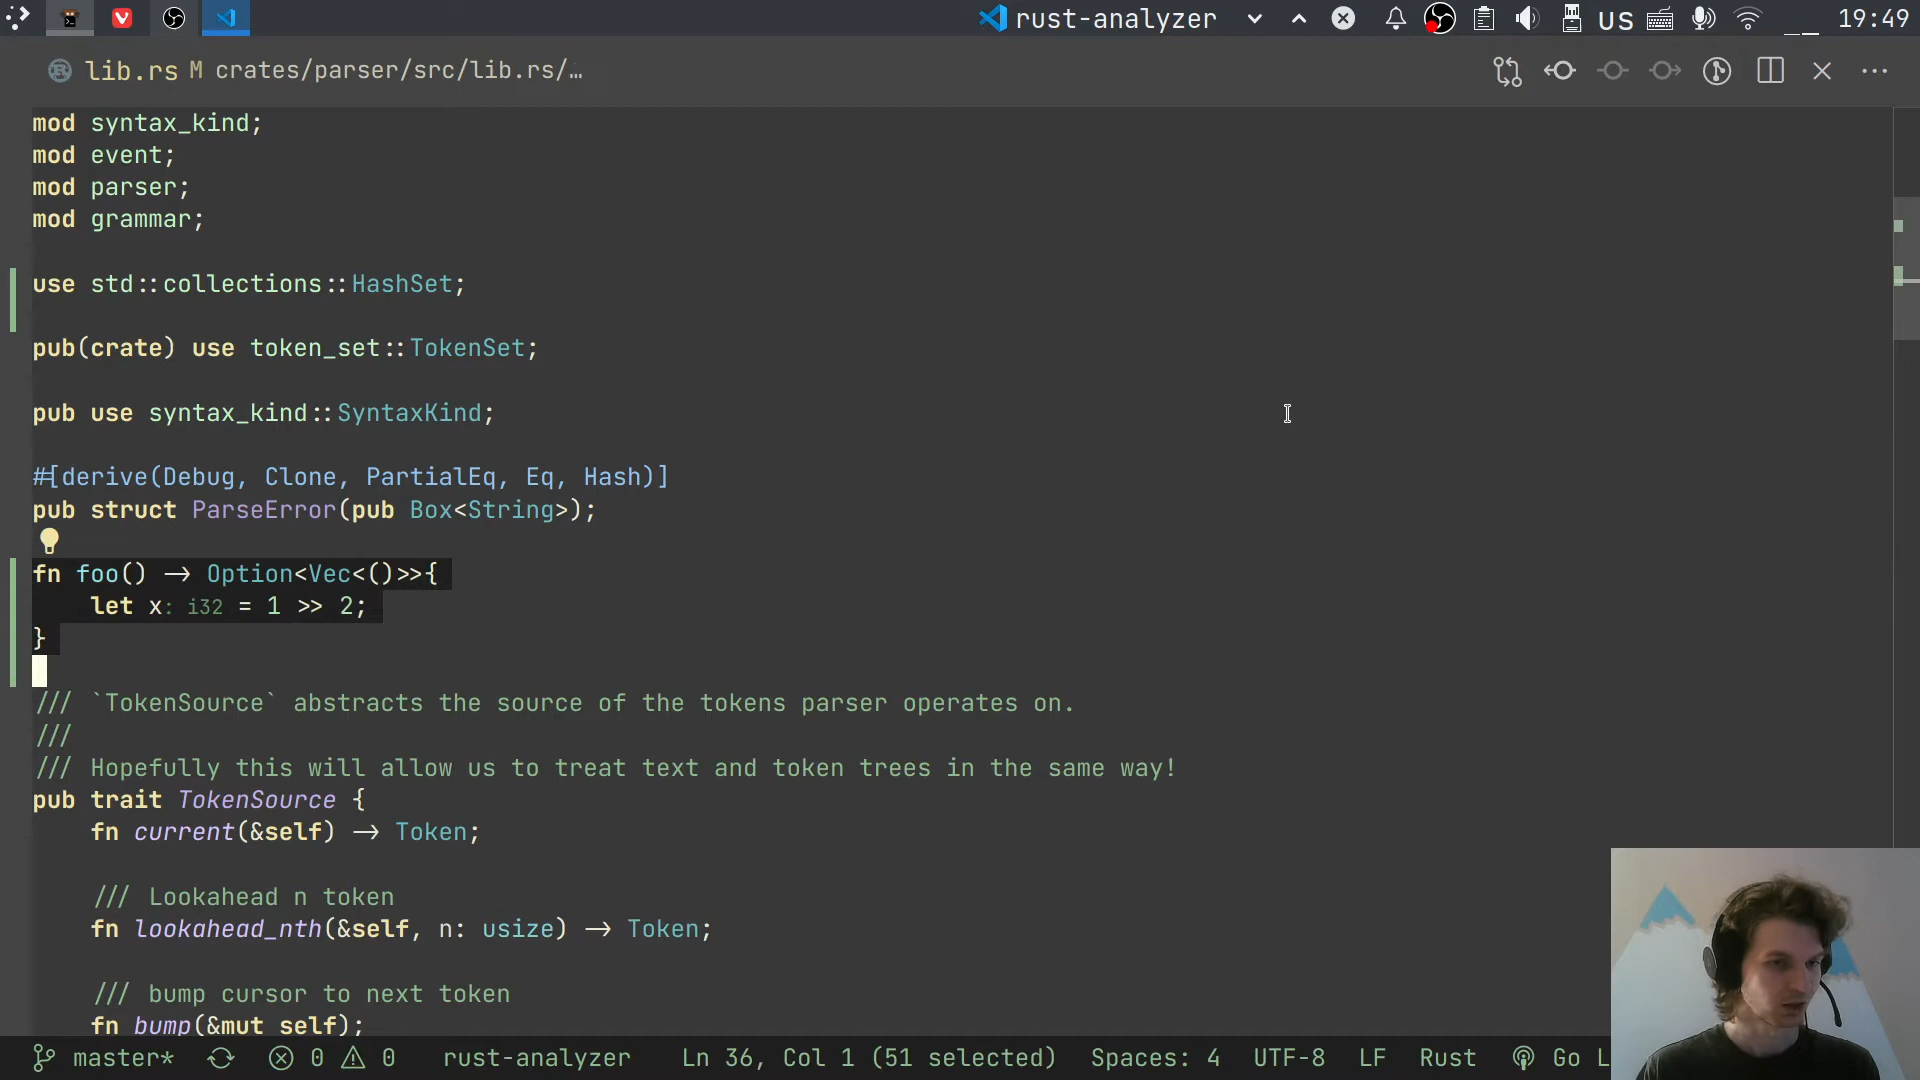 rust-analyzer
US
19:49
lib.rs M crates/parser/src/lib.rs/…
mod syntax_kind;
mod event;
mod parser;
mod grammar;
use std::collections::HashSet;
pub(crate) use token_set::TokenSet;
pub use syntax_kind::SyntaxKind;
#[derive(Debug, Clone, PartialEq, Eq, Hash)]
pub struct ParseError(pub Box<String>);
fn foo() -> Option<Vec<()>>{
    let x: i32 = 1 >> 2;
}
/// `TokenSource` abstracts the source of the tokens parser operates on.
///
/// Hopefully this will allow us to treat text and token trees in the same way!
pub trait TokenSource {
    fn current(&self) -> Token;
    /// Lookahead n token
    fn lookahead_nth(&self, n: usize) -> Token;
    /// bump cursor to next token
    fn bump(&mut self);
master* 0 0 rust-analyzer Ln 36, Col 1 (51 selected) Spaces: 4 UTF-8 LF Rust Go L